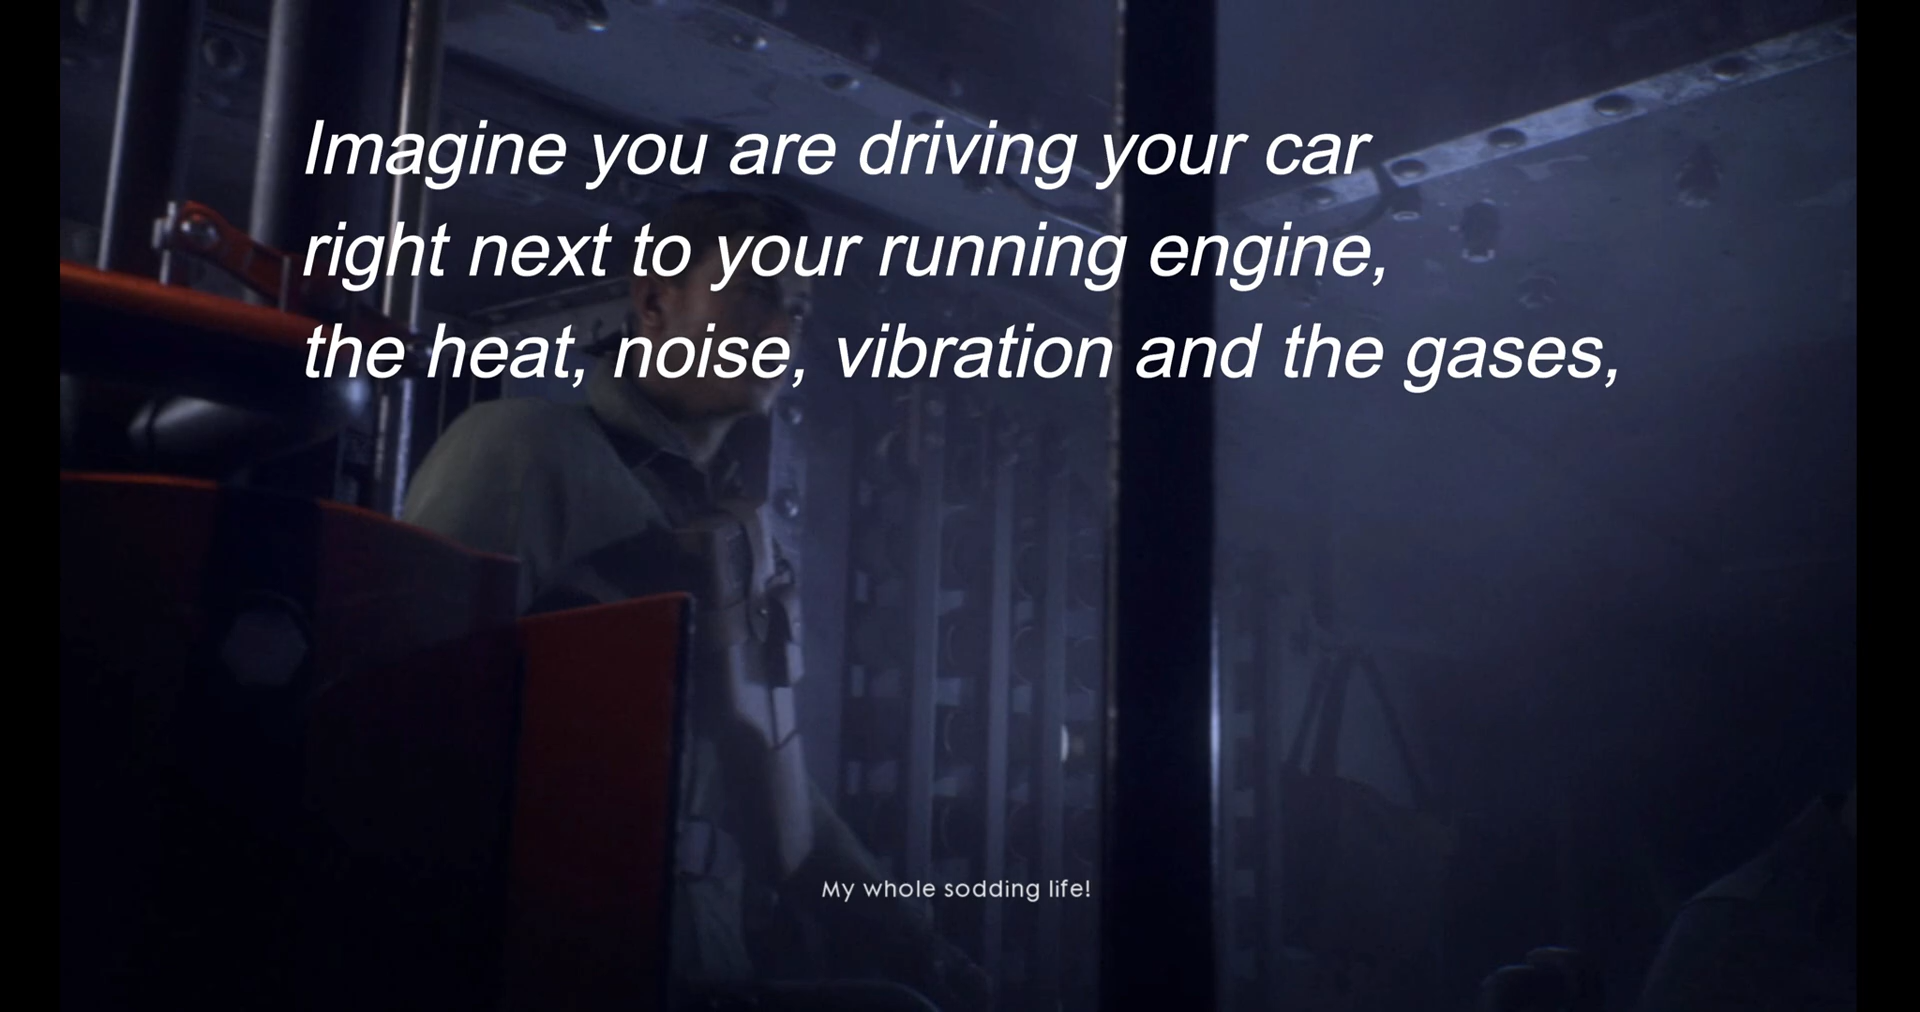 Imagine you are driving your car
right next to your running engine,
the heat, noise, vibration and the gases,
My whole sodding life!